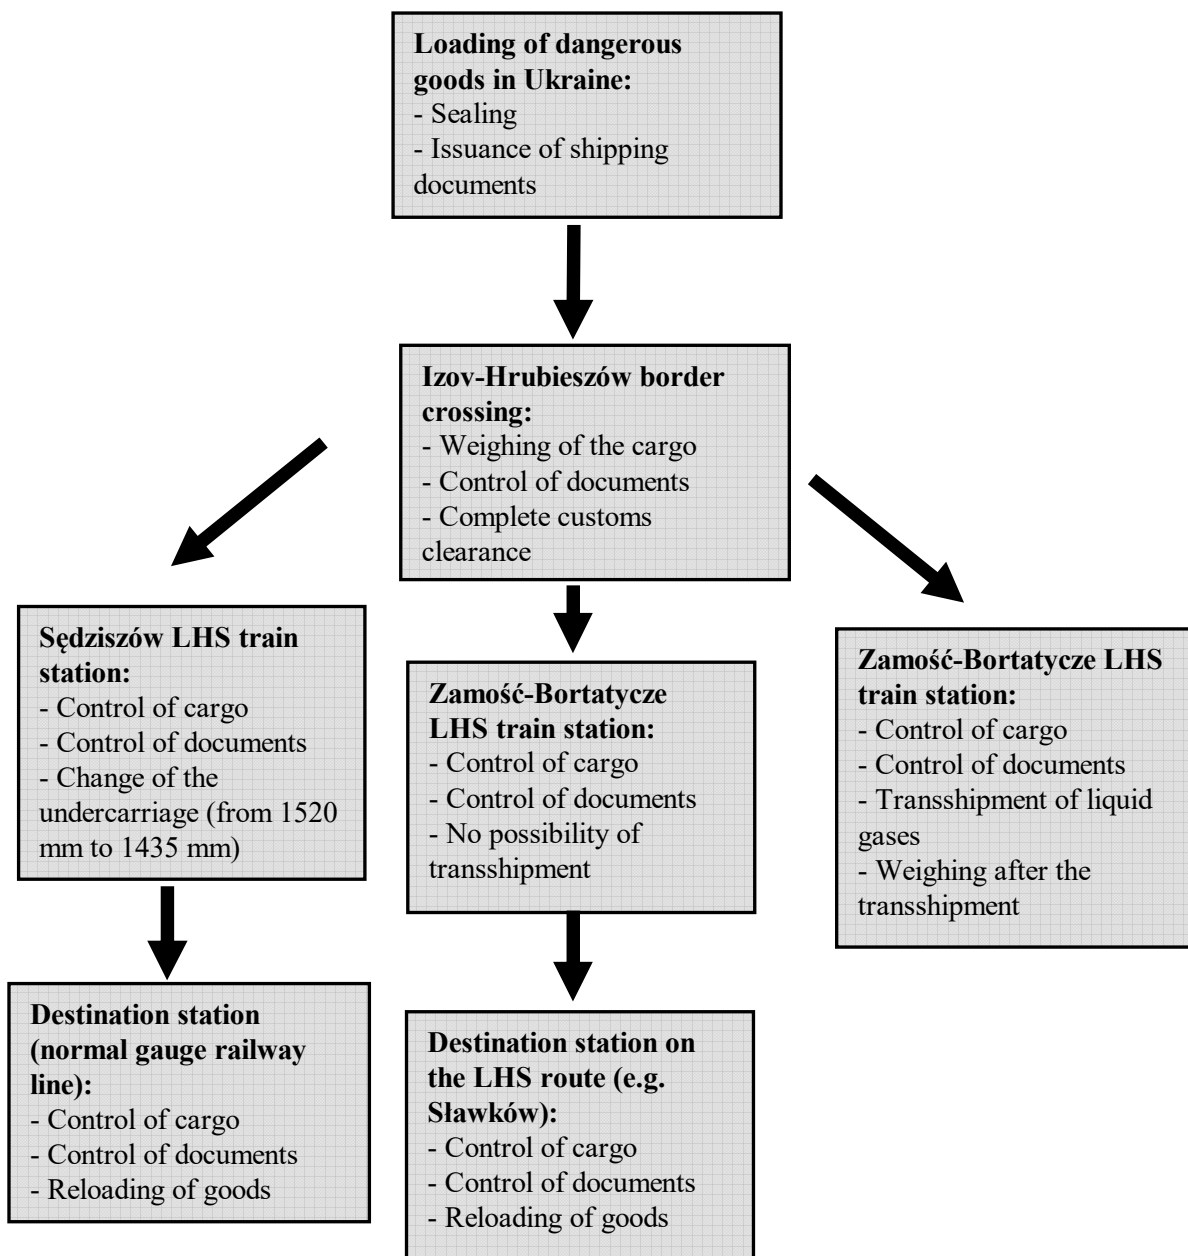 Loading of dangerous
goods in Ukraine:
- Sealing
- Issuance of shipping
documents
Izov-Hrubieszów border
crossing:
- Weighing of the cargo
- Control of documents
- Complete customs
clearance
Sędziszów LHS train
station:
- Control of cargo
- Control of documents
- Change of the
undercarriage (from 1520
mm to 1435 mm)
Zamość-Bortatycze
LHS train station:
- Control of cargo
- Control of documents
- No possibility of
transshipment
Zamość-Bortatycze LHS
train station:
- Control of cargo
- Control of documents
- Transshipment of liquid
gases
- Weighing after the
transshipment
Destination station
(normal gauge railway
line):
- Control of cargo
- Control of documents
- Reloading of goods
Destination station on
the LHS route (e.g.
Sławków):
- Control of cargo
- Control of documents
- Reloading of goods